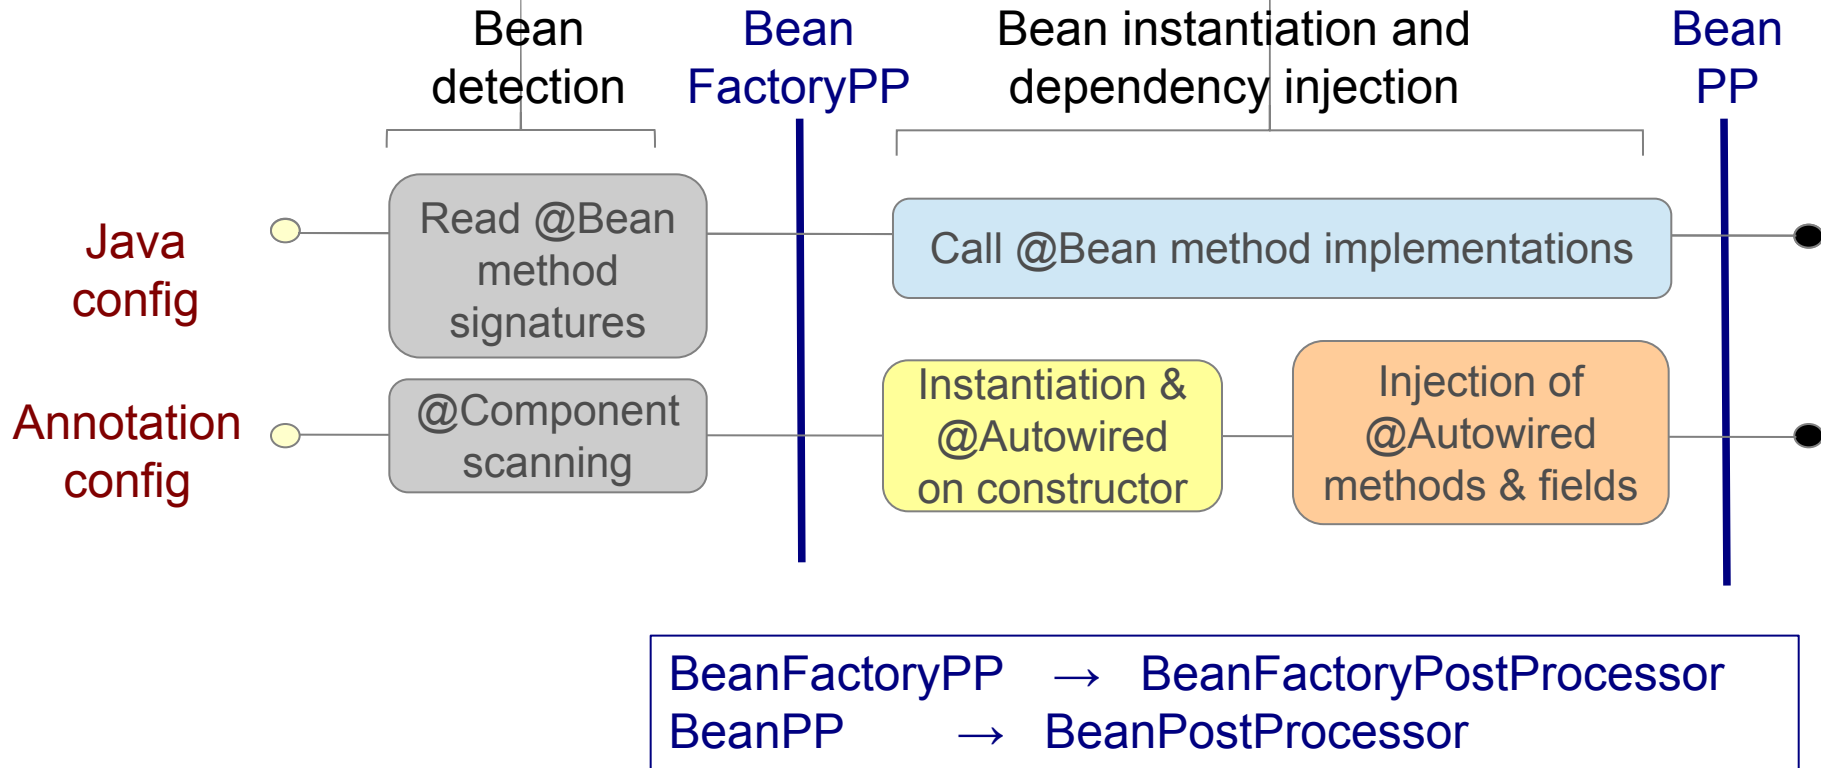 Bean
detection
Bean
FactoryPP
Bean instantiation and
dependency injection
Bean
PP
Java
config
Read @Bean
method
signatures
Call @Bean method implementations
Annotation
config
@Component
scanning
Instantiation &
@Autowired
on constructor
Injection of
@Autowired
methods & fields
BeanFactoryPP → BeanFactoryPostProcessor
BeanPP → BeanPostProcessor